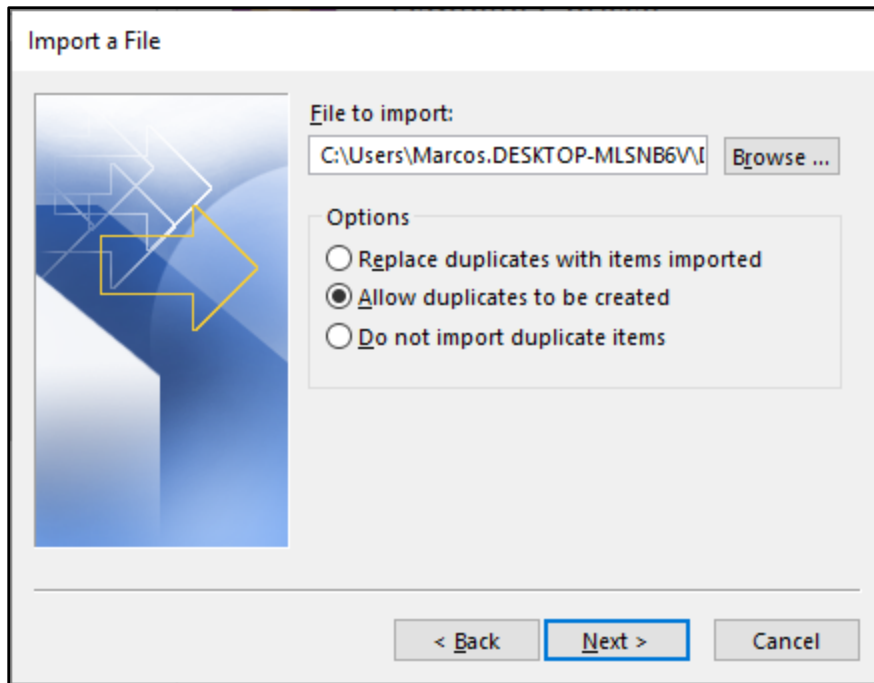 Import a File
File to import:
C:\Users\Marcos.DESKTOP-MLSNB6V\
Browse ...
Options
Replace duplicates with items imported
Allow duplicates to be created
Do not import duplicate items
< Back
Next >
Cancel